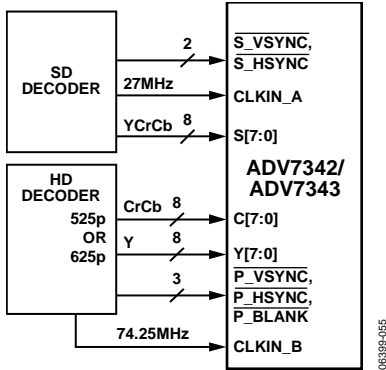 SD
DECODER
2
S_VSYNC,
S_HSYNC
27MHz
CLKIN_A
YCrCb 8
S[7:0]
ADV7342/
ADV7343
HD
DECODER
525p
OR
625p
CrCb 8
C[7:0]
Y 8
Y[7:0]
3
P_VSYNC,
P_HSYNC,
P_BLANK
74.25MHz
CLKIN_B
06399-055